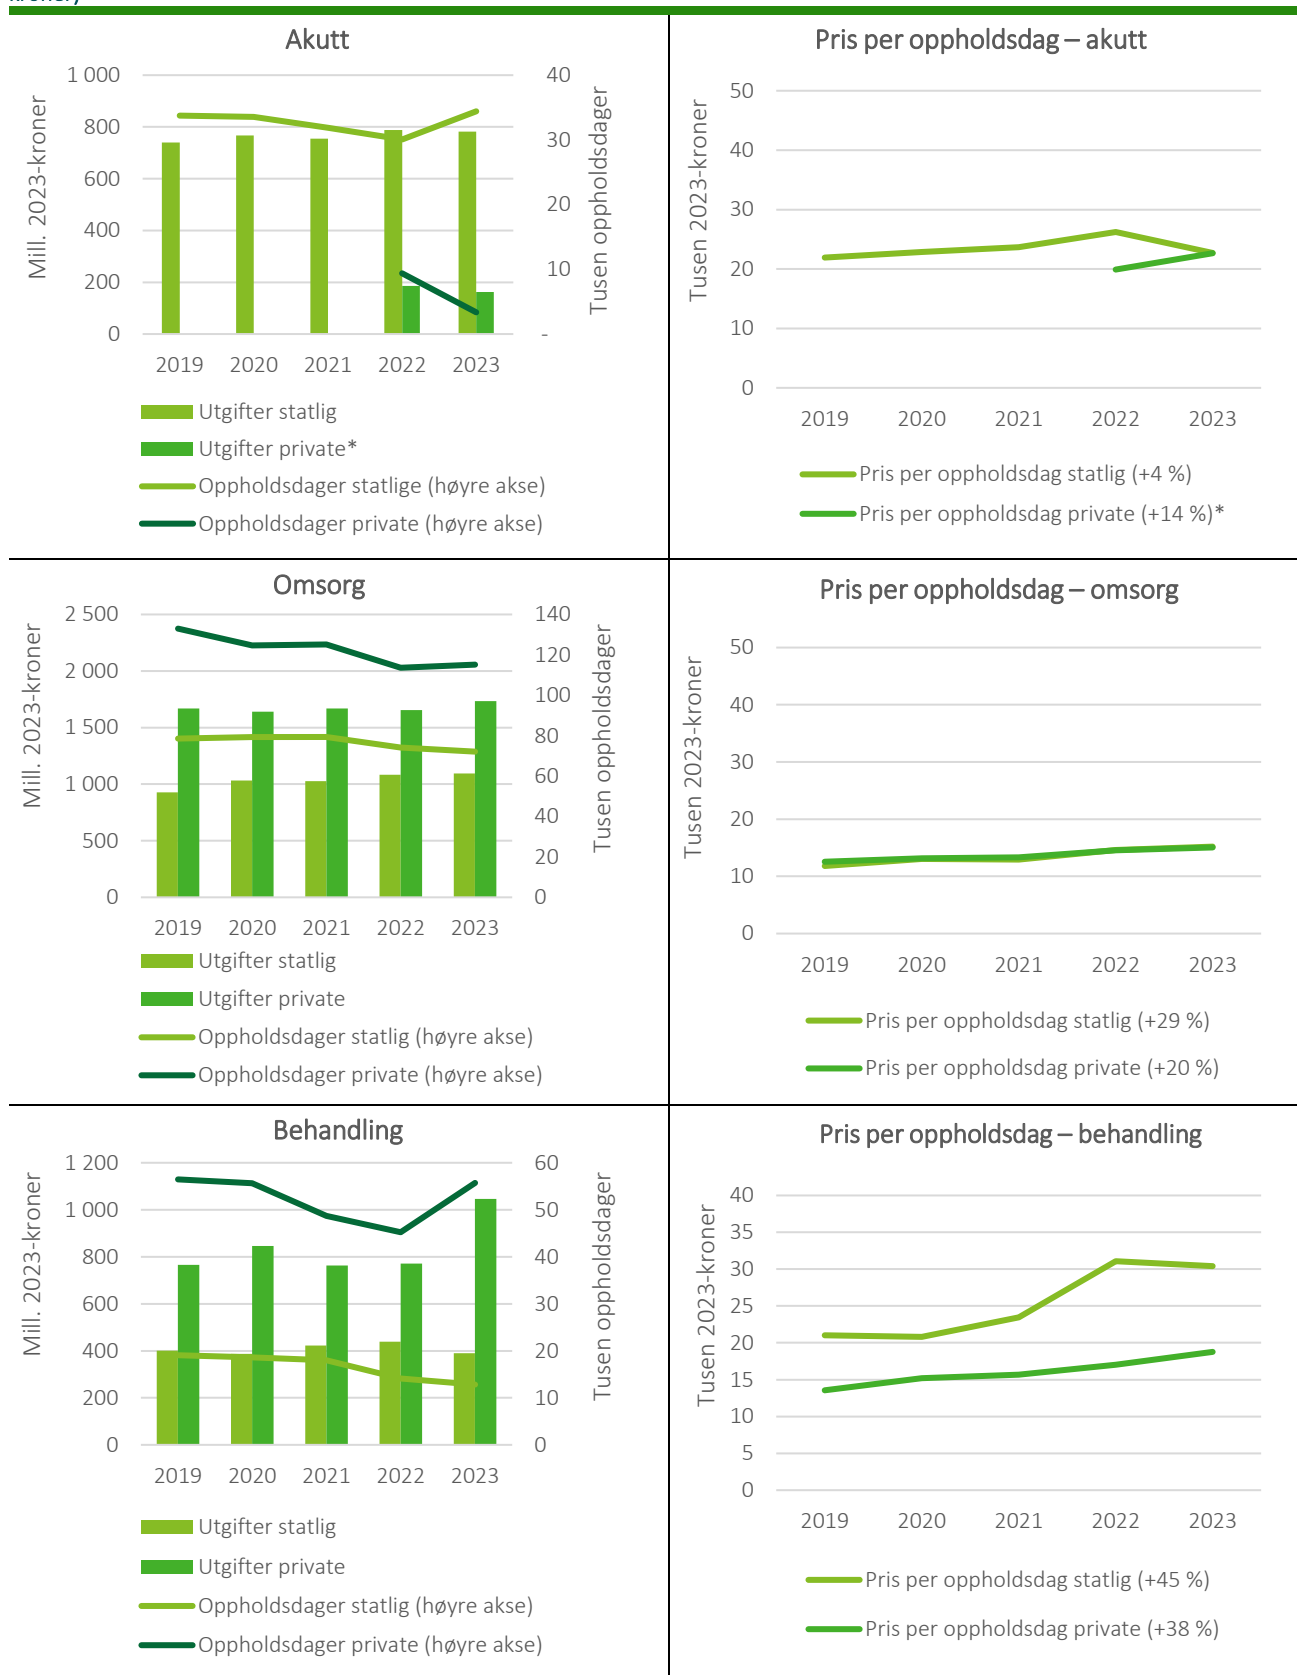 kroner)
Akutt
Mill. 2023-kroner
1 000
800
600
400
200
0
40
30
20
10
-
Tusen oppholdsdager
2019 2020 2021 2022 2023
Utgifter statlig
Utgifter private*
Oppholdsdager statlige (høyre akse)
Oppholdsdager private (høyre akse)
Pris per oppholdsdag – akutt
Tusen 2023-kroner
50
40
30
20
10
0
2019 2020 2021 2022 2023
Pris per oppholdsdag statlig (+4 %)
Pris per oppholdsdag private (+14 %)*
Omsorg
Mill. 2023-kroner
2 500
2 000
1 500
1 000
500
0
140
120
100
80
60
40
20
0
Tusen oppholdsdager
2019 2020 2021 2022 2023
Utgifter statlig
Utgifter private
Oppholdsdager statlig (høyre akse)
Oppholdsdager private (høyre akse)
Pris per oppholdsdag – omsorg
Tusen 2023-kroner
50
40
30
20
10
0
2019 2020 2021 2022 2023
Pris per oppholdsdag statlig (+29 %)
Pris per oppholdsdag private (+20 %)
Behandling
Mill. 2023-kroner
1 200
1 000
800
600
400
200
0
60
50
40
30
20
10
0
Tusen oppholdsdager
2019 2020 2021 2022 2023
Utgifter statlig
Utgifter private
Oppholdsdager statlig (høyre akse)
Oppholdsdager private (høyre akse)
Pris per oppholdsdag – behandling
Tusen 2023-kroner
40
35
30
25
20
15
10
5
0
2019 2020 2021 2022 2023
Pris per oppholdsdag statlig (+45 %)
Pris per oppholdsdag private (+38 %)